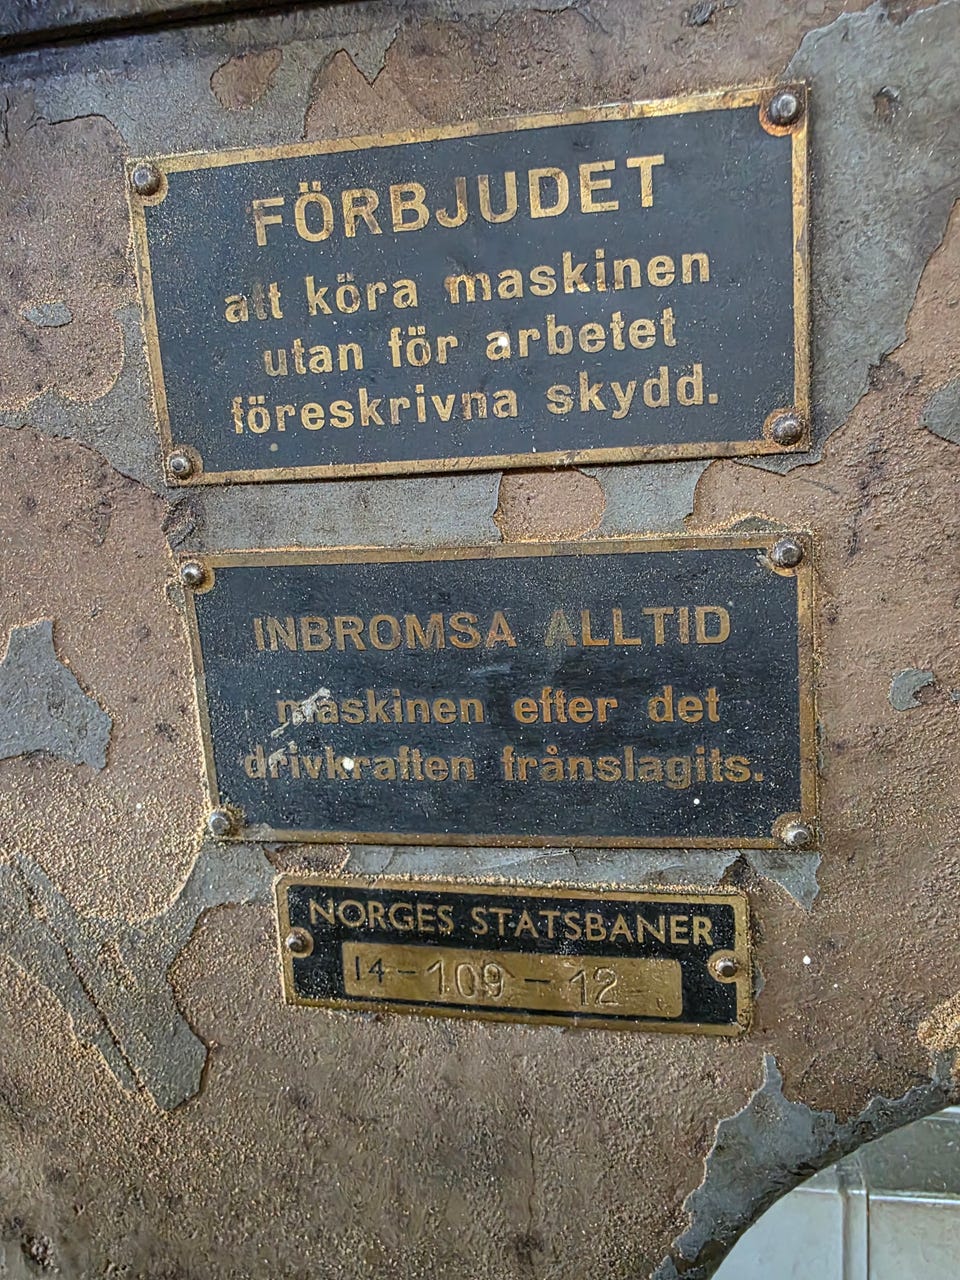 FÖRBJUDET
att köra maskinen
utan för arbetet
föreskrivna skydd.
INBROMSA ALLTID
maskinen efter det
drivkraften frånslagits.
NORGES STATSBANER
14-109-12